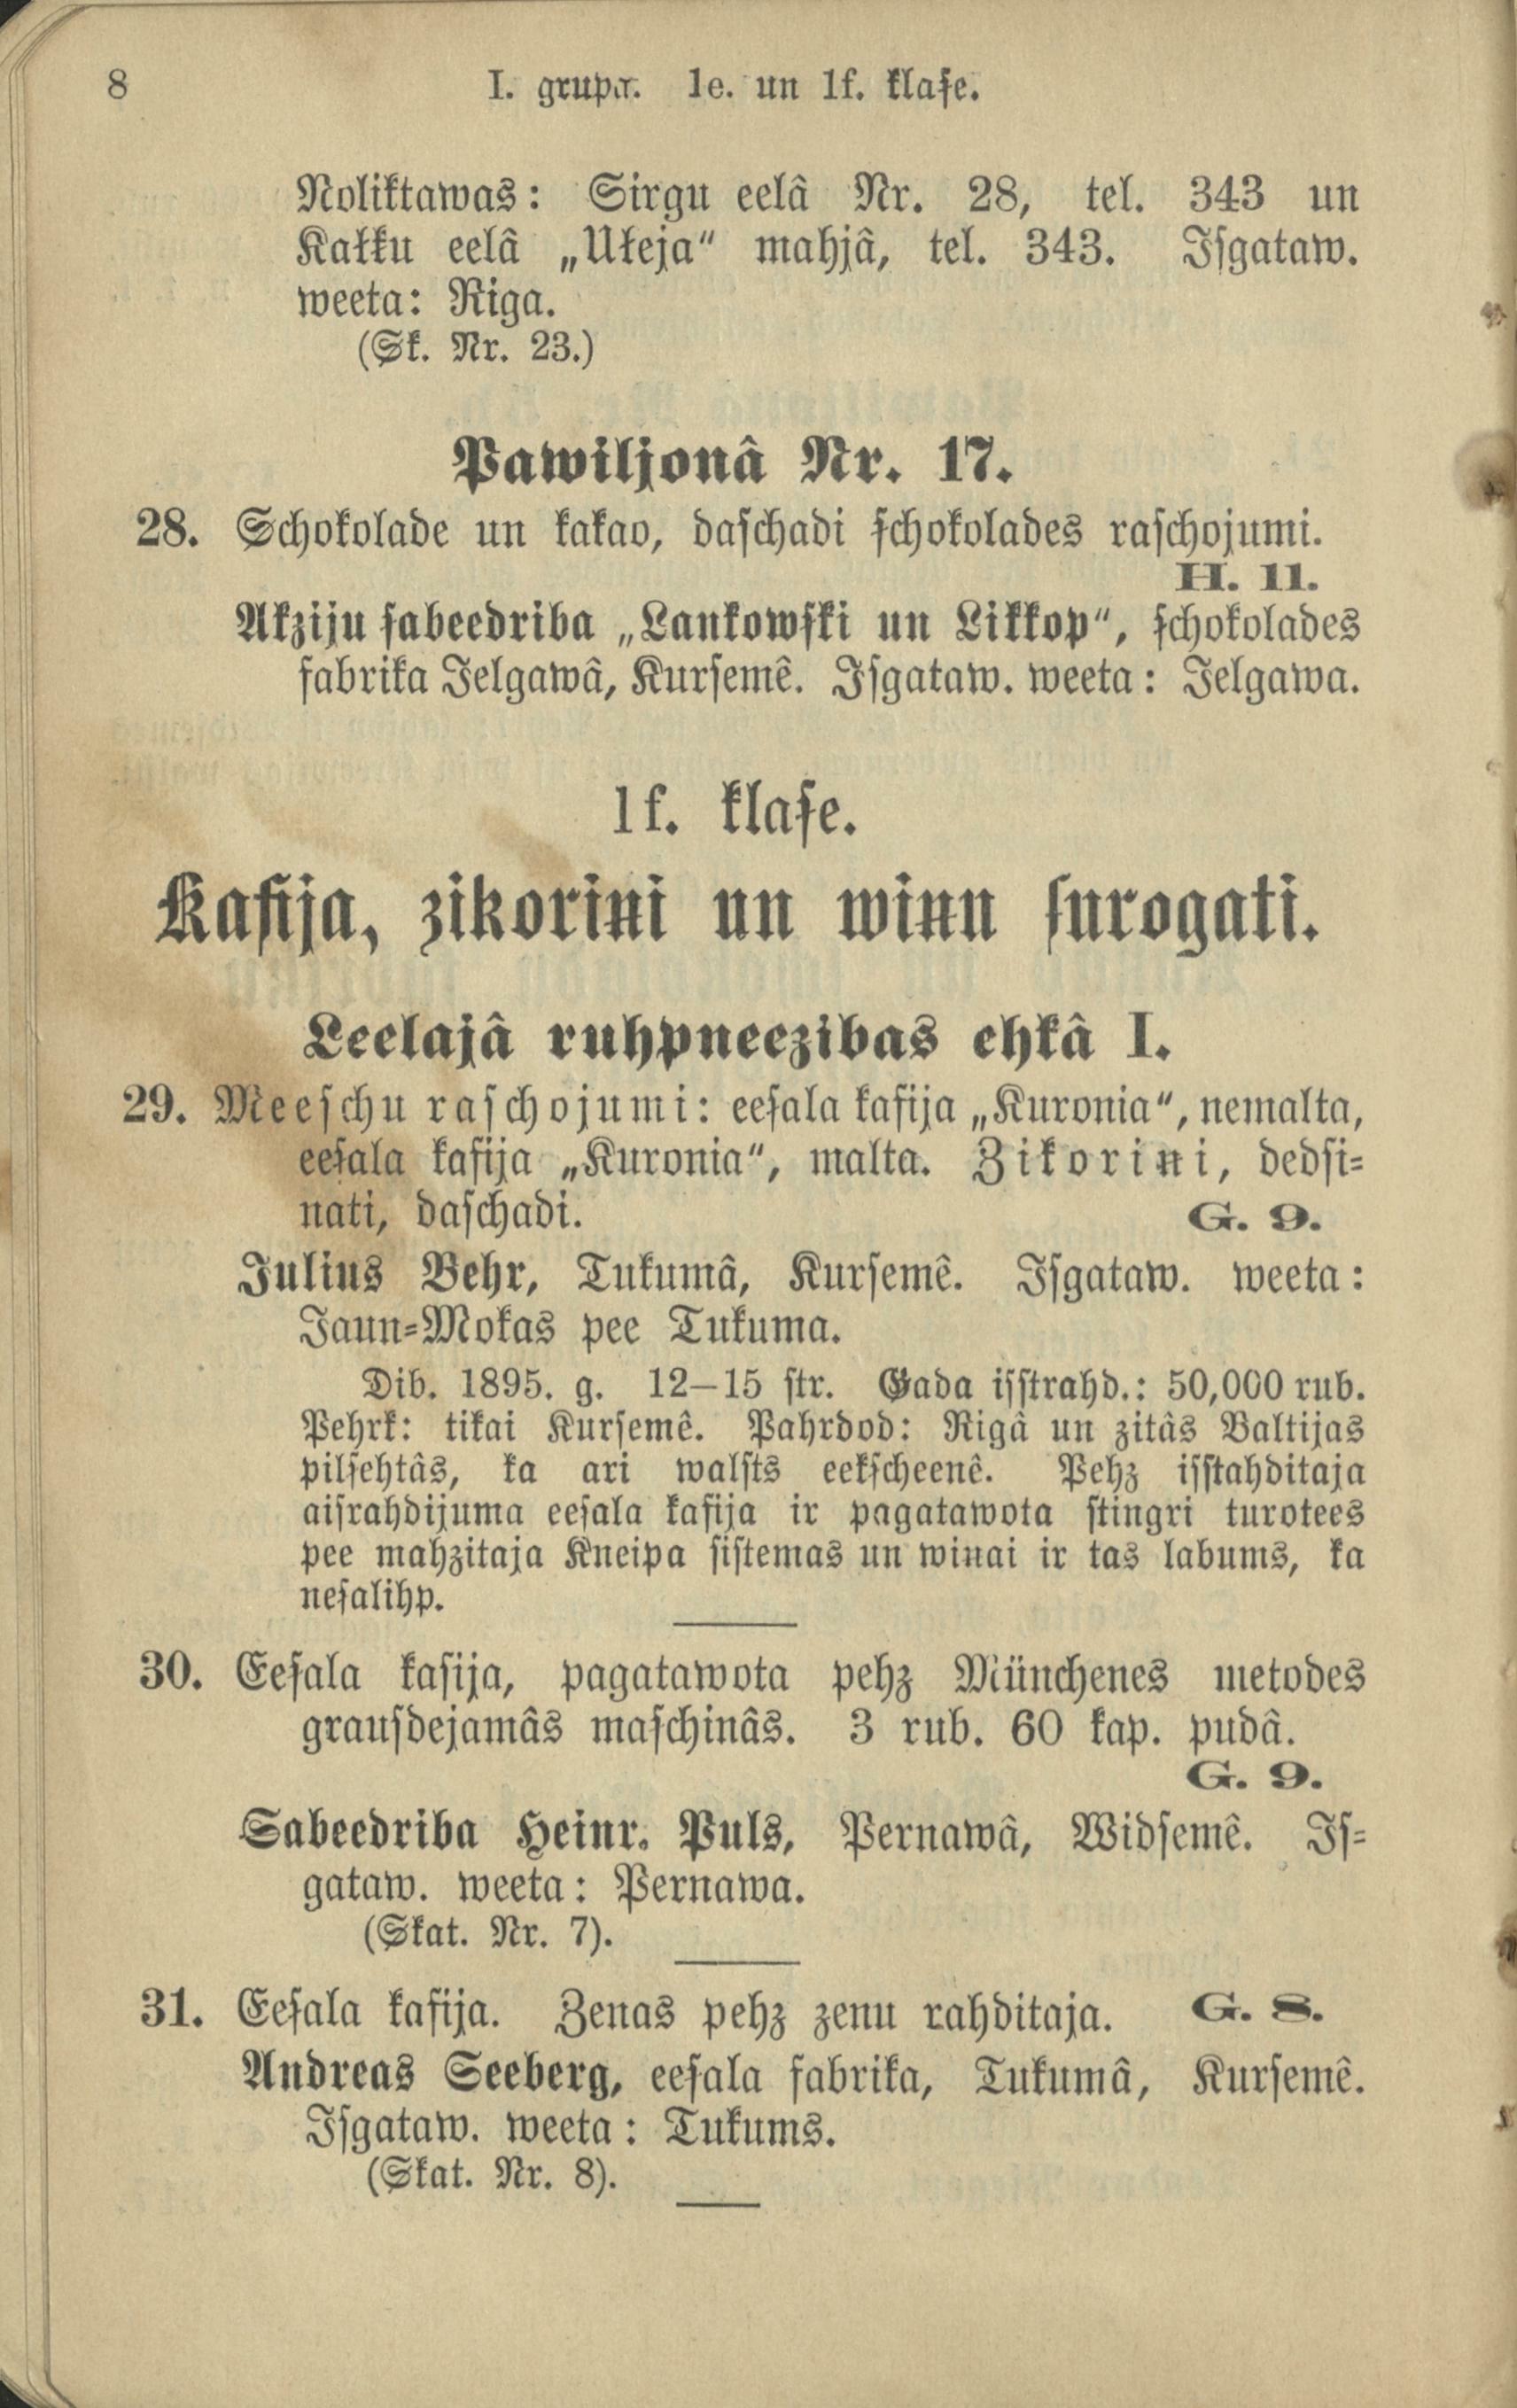 8 I. grupa. 1e. un 1f. klaſe.
Noliktawas: Sirgu eelâ Nr. 28, tel. 343 un
Kałķu eelâ „Ułeja“ mahjâ, tel. 343. Iſgataw.
weeta: Riga.
(Sk. Nr. 23.)
Pawiljonâ Nr. 17.
28. Schokolade un kakao, daſchadi ſchokolades raſchojumi.
H. 11.
Akziju ſabeedriba „Lankowſki un Likkop“, ſchokolades
fabrika Jelgawâ, Kurſemê. Iſgataw. weeta: Jelgawa.
1f. klaſe.
Kafija, zikoriņi un wiņu ſurogati.
Leelajâ ruhpneezibas ehkâ I.
29. Meeſchu raſchojumi: eeſala kafija „Kuronia“, nemalta,
eeſala kafija „Kuronia“, malta. Zikoriņi, dedſi-
nati, daſchadi. G. 9.
Julius Behr, Tukumâ, Kurſemê. Iſgataw. weeta:
Jaun-Mokas pee Tukuma.
Dib. 1895. g. 12–15 ſtr. Gada iſſtrahd.: 50,000 rub.
Pehrk: tikai Kurſemê. Pahrdod: Rigâ un zitâs Baltijas
pilſehtâs, ka ari walſts eekſcheenê. Pehz iſſtahditaja
aiſrahdijuma eeſala kafija ir pagatawota ſtingri turotees
pee mahzitaja Kneipa ſiſtemas un wiņai ir tas labums, ka
neſalihp.
30. Eeſala kafija, pagatawota pehz Münchenes metodes
grauſdejamâs maſchinâs. 3 rub. 60 kap. pudâ.
G. 9.
Sabeedriba Heinr. Puls, Pernawâ, Widſemê. Iſ-
gataw. weeta: Pernawa.
(Skat. Nr. 7).
31. Eeſala kafija. Zenas pehz zenu rahditaja. G. 8.
Andreas Seeberg, eeſala fabrika, Tukumâ, Kurſemê.
Iſgataw. weeta: Tukums.
(Skat. Nr. 8).